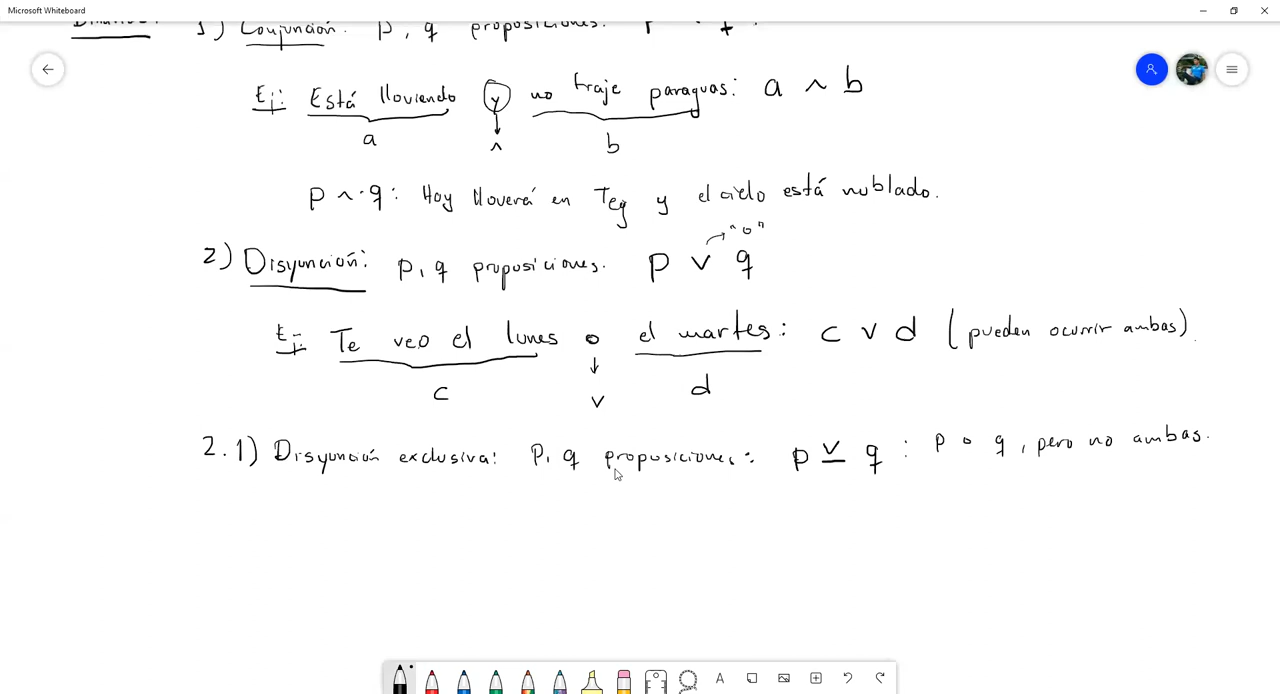 Microsoft Whiteboard
1) Conjunción: p, q proposiciones:
Ej: Está lloviendo y no traje paraguas: a ∧ b
a ∧ b
p ∧ q: Hoy lloverá en Teg y el cielo está nublado.
"o"
2) Disyunción: p, q proposiciones. p ∨ q
Ej: Te veo el lunes o el martes: c ∨ d (pueden ocurrir ambas).
c ∨ d
2.1) Disyunción exclusiva: p, q proposiciones: p ⊻ q : p o q, pero no ambas.
A